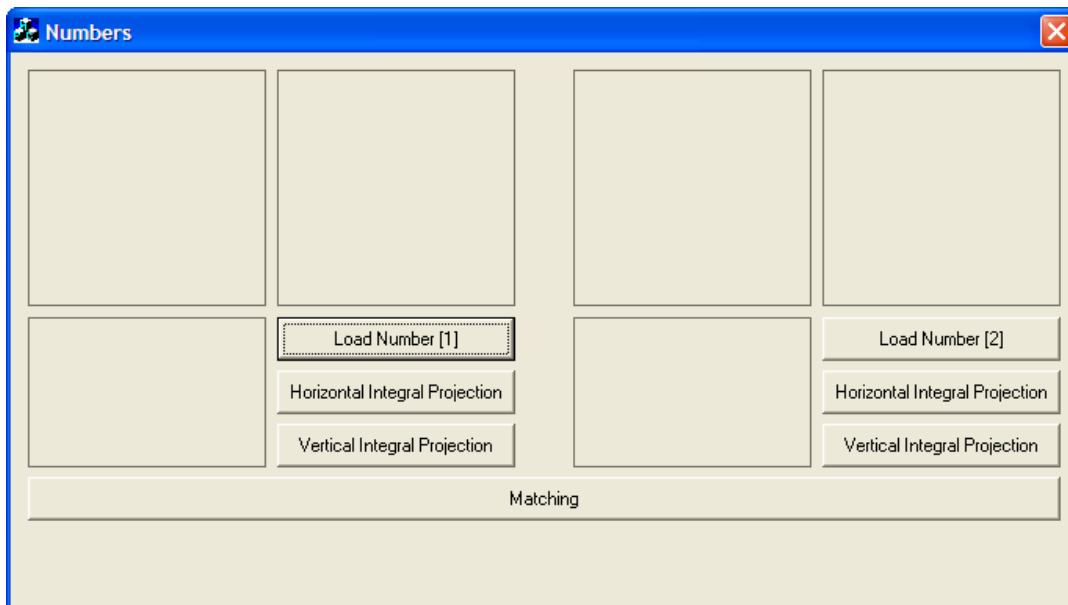 Numbers
Load Number [1]
Load Number [2]
Horizontal Integral Projection
Horizontal Integral Projection
Vertical Integral Projection
Vertical Integral Projection
Matching